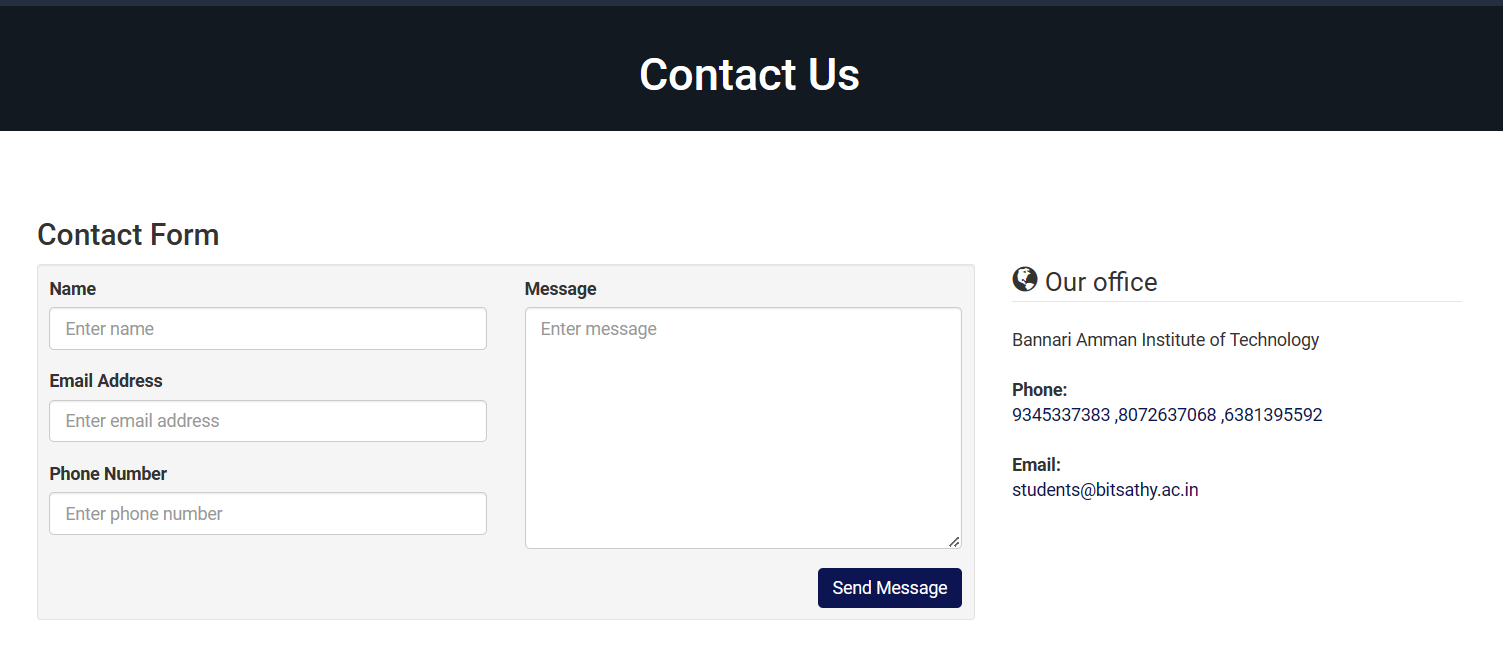 Contact Us
Contact Form
Name
Enter name
Email Address
Enter email address
Phone Number
Enter phone number
Message
Enter message
Send Message
Our office
Bannari Amman Institute of Technology
Phone:
9345337383 ,8072637068 ,6381395592
Email:
students@bitsathy.ac.in